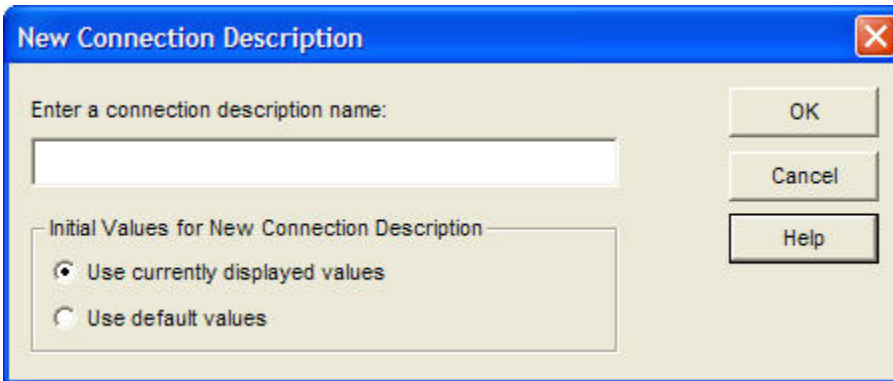 New Connection Description
Enter a connection description name:
OK
Cancel
Initial Values for New Connection Description
Help
Use currently displayed values
Use default values